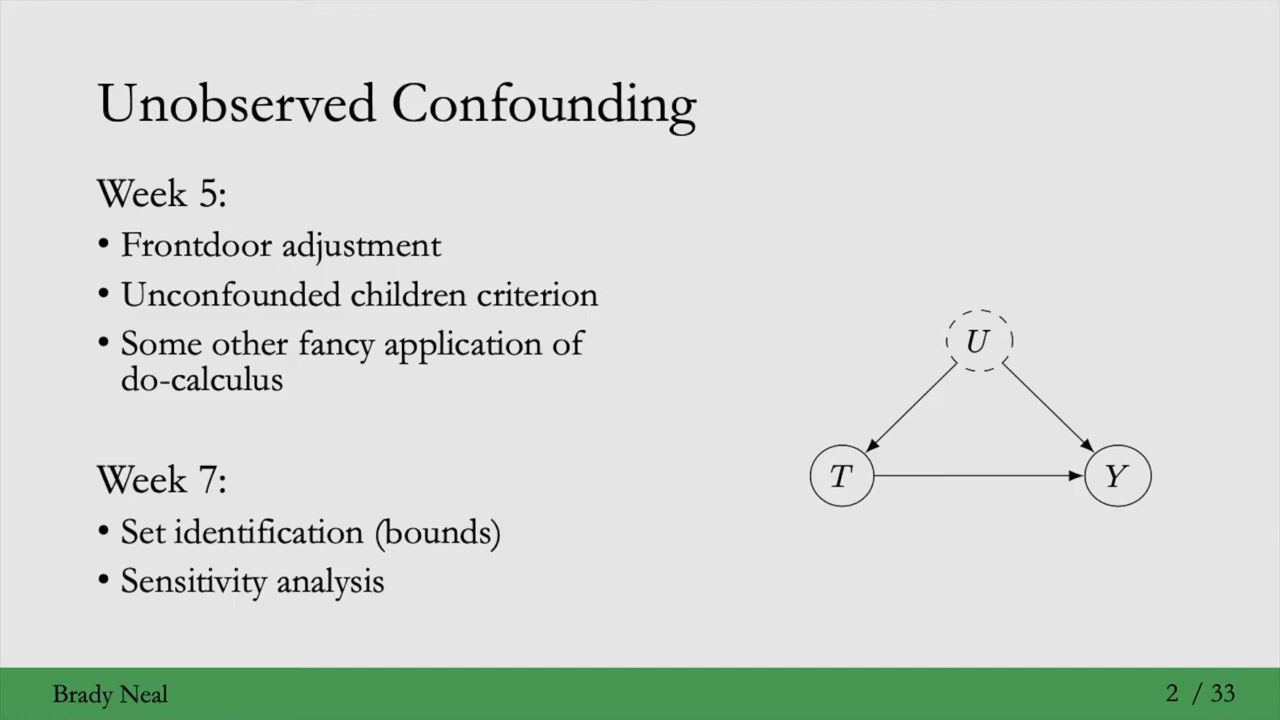 Unobserved Confounding
Week 5:
• Frontdoor adjustment
• Unconfounded children criterion
• Some other fancy application of
do-calculus
Week 7:
• Set identification (bounds)
• Sensitivity analysis
U
T
Y
Brady Neal
2 / 33